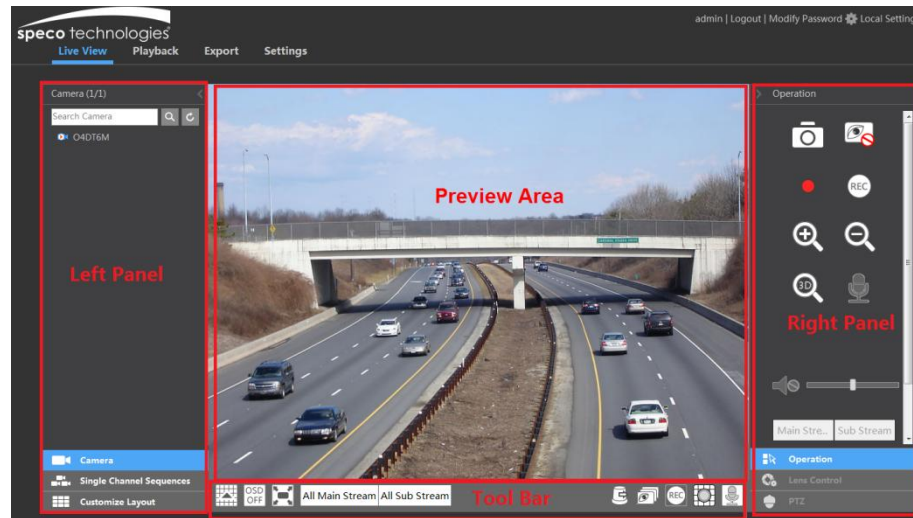 speco technologies
admin | Logout | Modify Password Local Setting
Live View Playback Export Settings
Camera (1/1)
Search Camera
O4DT6M
Left Panel
Camera
Single Channel Sequences
Customize Layout
Preview Area
OSD
OFF
All Main Stream All Sub Stream
Tool Bar
REC
Operation
REC
3D
Right Panel
Main Stre.. Sub Stream
Operation
Lens Control
PTZ